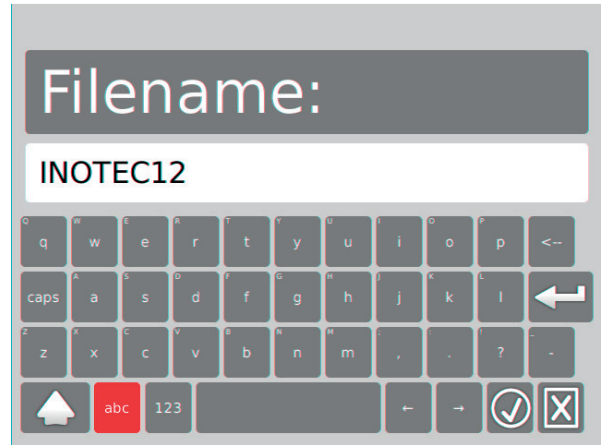 Filename:
INOTEC12
Q W E R T Y U I O P
q w e r t y u i o p <--
A S D F G H J K L
caps a s d f g h j k l
Z X C V B N M ; : ! _
z x c v b n m , . ? -
abc 123 ← →